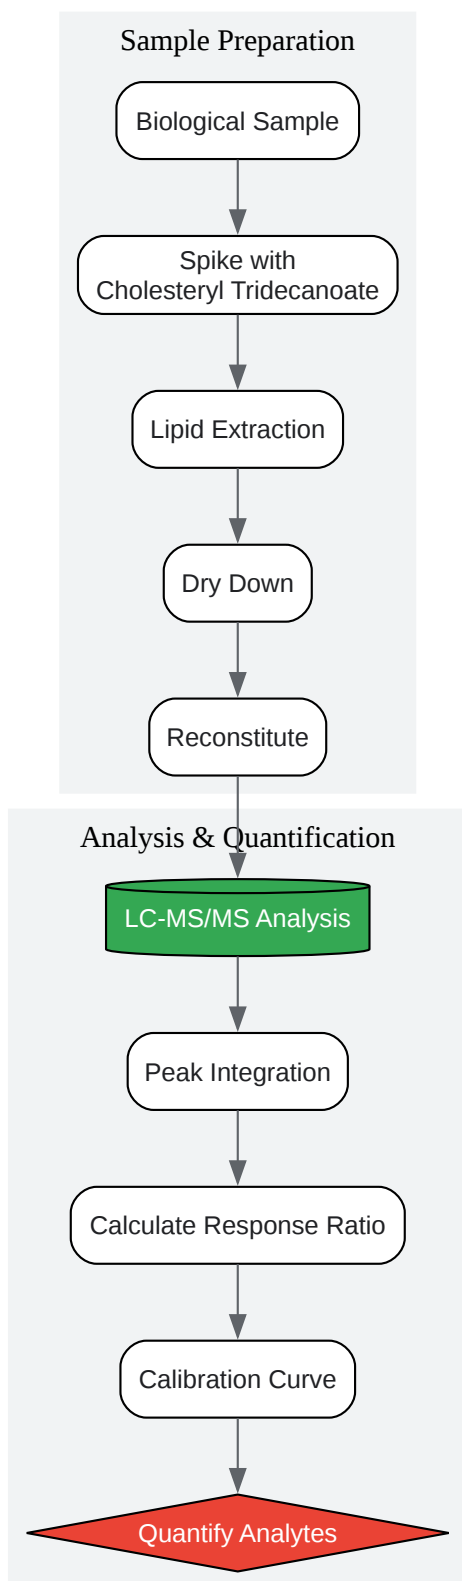 Sample Preparation
Biological Sample
Spike with
Cholesteryl Tridecanoate
Lipid Extraction
Dry Down
Reconstitute
Analysis & Quantification
LC-MS/MS Analysis
Peak Integration
Calculate Response Ratio
Calibration Curve
Quantify Analytes